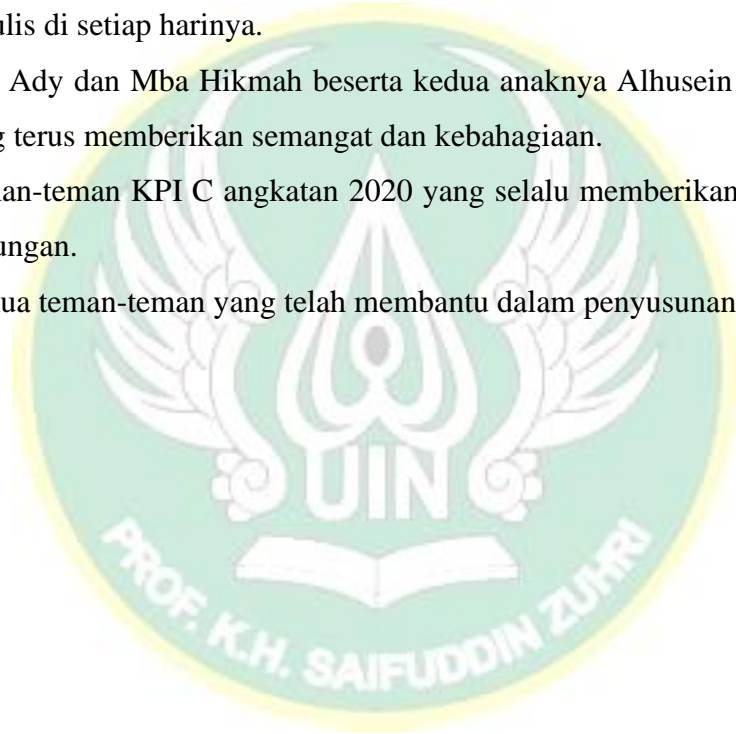 ulis di setiap harinya.
Ady dan Mba Hikmah beserta kedua anaknya Alhusein
g terus memberikan semangat dan kebahagiaan.
nan-teman KPI C angkatan 2020 yang selalu memberikan
ungan.
ua teman-teman yang telah membantu dalam penyusunan
UIN
PROF. K.H. SAIFUDDIN ZUHRI